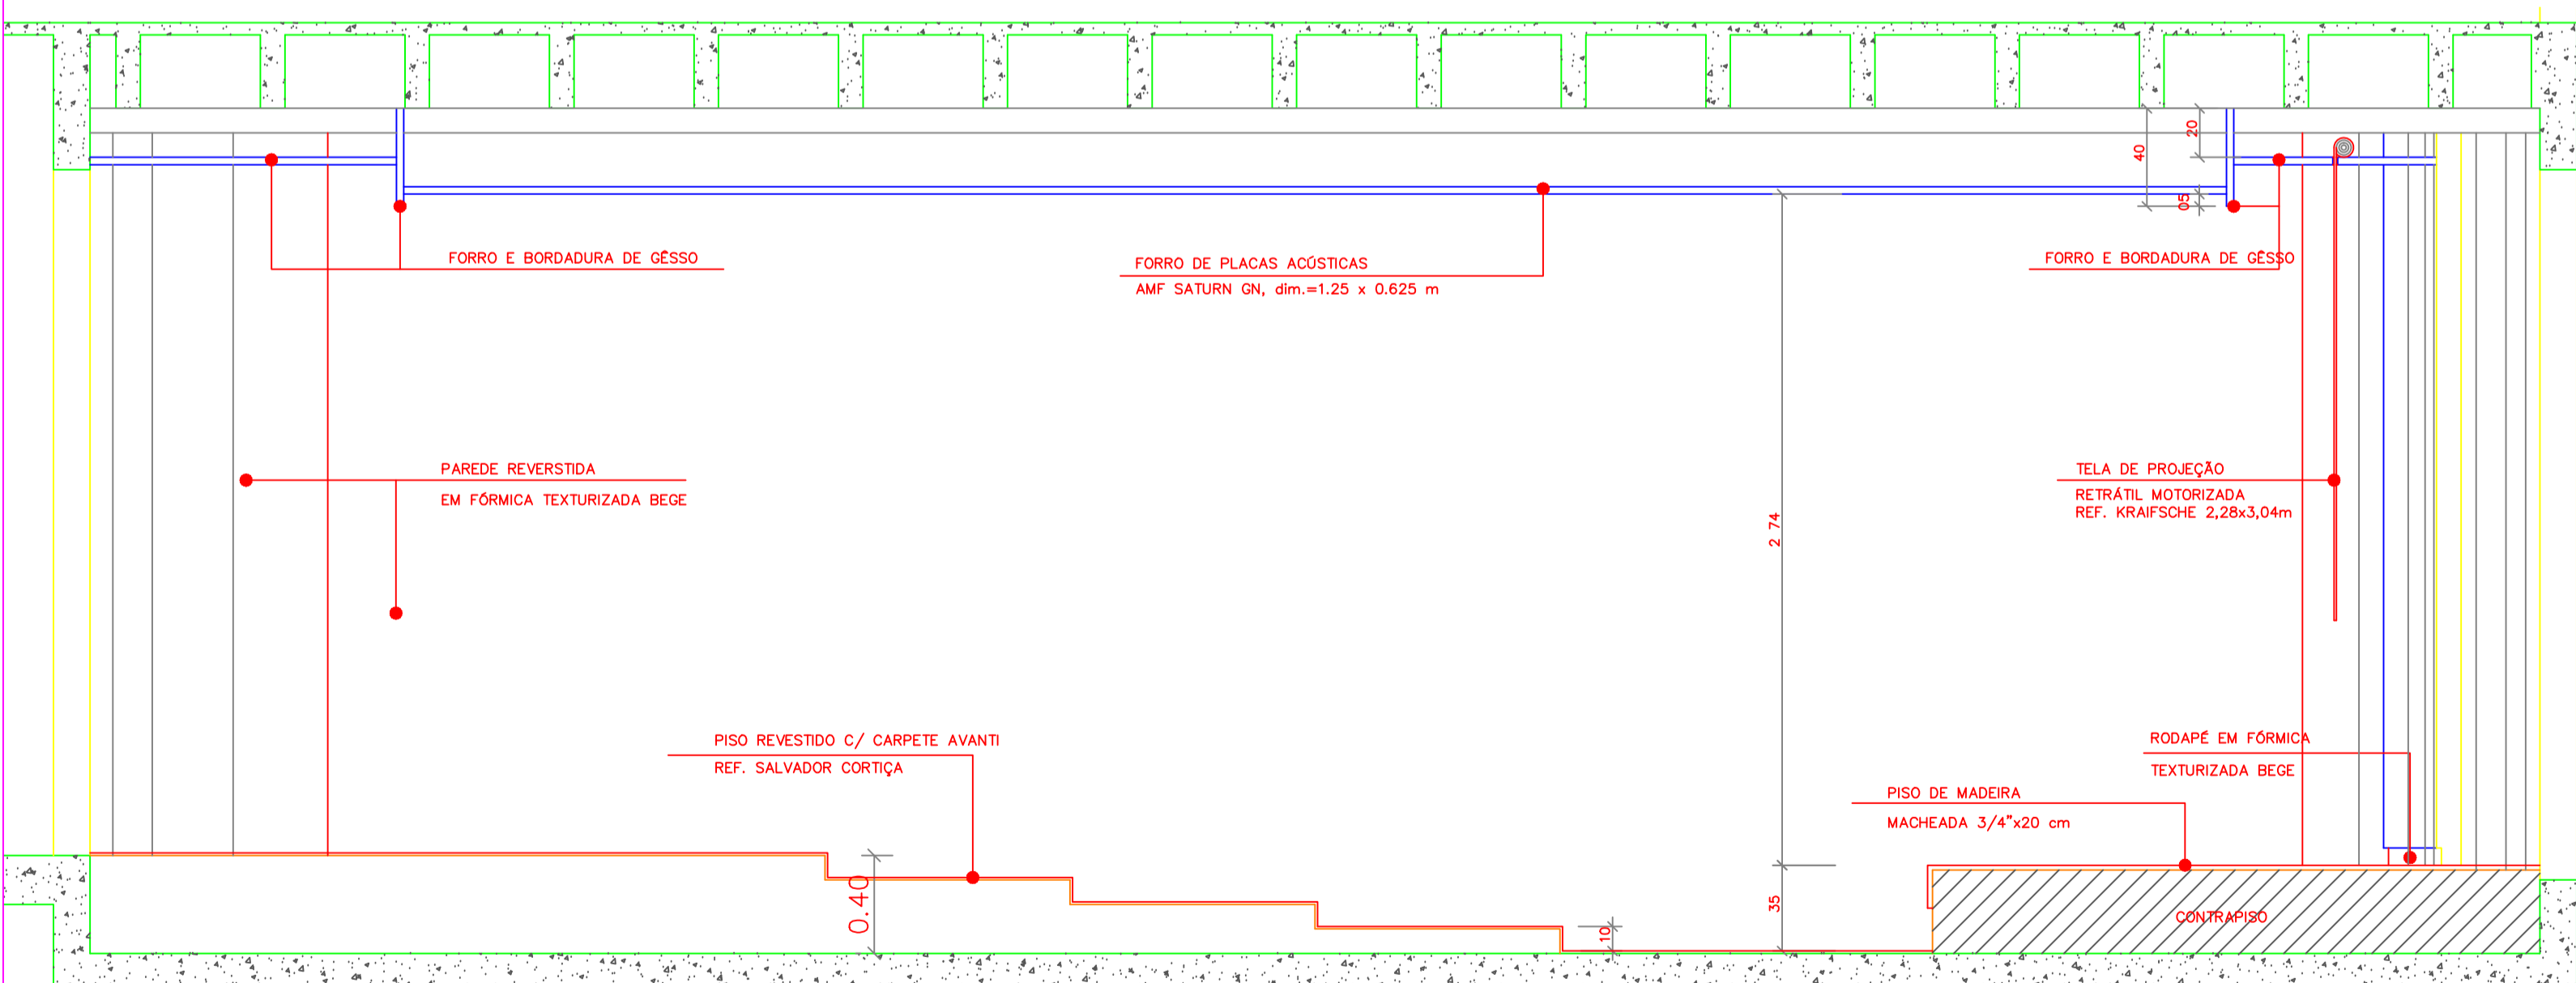 20
40
05
FORRO E BORDADURA DE GÊSSO
FORRO DE PLACAS ACÚSTICAS
AMF SATURN GN, dim.=1.25 x 0.625 m
FORRO E BORDADURA DE GÊSSO
PAREDE REVERSTIDA
EM FÓRMICA TEXTURIZADA BEGE
TELA DE PROJEÇÃO
RETRÁTIL MOTORIZADA
REF. KRAIFSCHE 2,28x3,04m
2 74
PISO REVESTIDO C/ CARPETE AVANTI
REF. SALVADOR CORTIÇA
RODAPÉ EM FÓRMICA
TEXTURIZADA BEGE
PISO DE MADEIRA
MACHEADA 3/4"x20 cm
0.40
35
10
CONTRAPISO